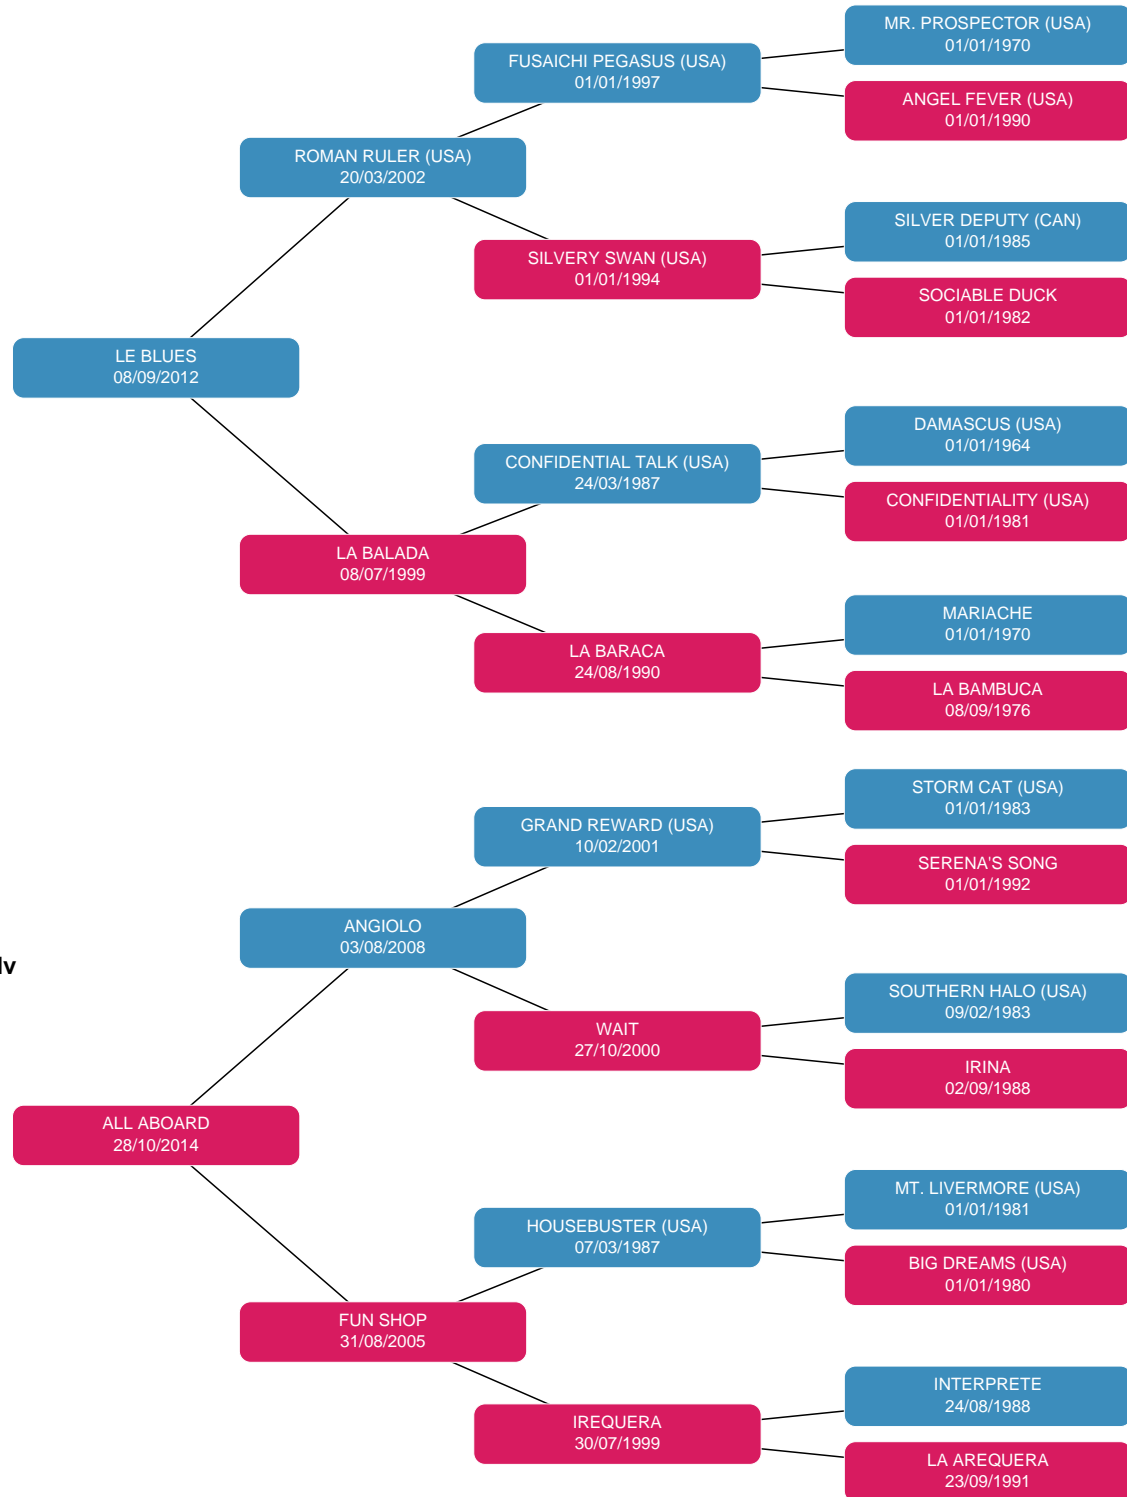 MR. PROSPECTOR (USA)
01/01/1970
FUSAICHI PEGASUS (USA)
01/01/1997
ANGEL FEVER (USA)
01/01/1990
ROMAN RULER (USA)
20/03/2002
SILVER DEPUTY (CAN)
01/01/1985
SILVERY SWAN (USA)
01/01/1994
SOCIABLE DUCK
01/01/1982
LE BLUES
08/09/2012
DAMASCUS (USA)
01/01/1964
CONFIDENTIAL TALK (USA)
24/03/1987
CONFIDENTIALITY (USA)
01/01/1981
LA BALADA
08/07/1999
MARIACHE
01/01/1970
LA BARACA
24/08/1990
LA BAMBUCA
08/09/1976
STORM CAT (USA)
01/01/1983
GRAND REWARD (USA)
10/02/2001
SERENA'S SONG
01/01/1992
ANGIOLO
03/08/2008
SOUTHERN HALO (USA)
09/02/1983
WAIT
27/10/2000
IRINA
02/09/1988
ALL ABOARD
28/10/2014
MT. LIVERMORE (USA)
01/01/1981
HOUSEBUSTER (USA)
07/03/1987
BIG DREAMS (USA)
01/01/1980
FUN SHOP
31/08/2005
INTERPRETE
24/08/1988
IREQUERA
30/07/1999
LA AREQUERA
23/09/1991